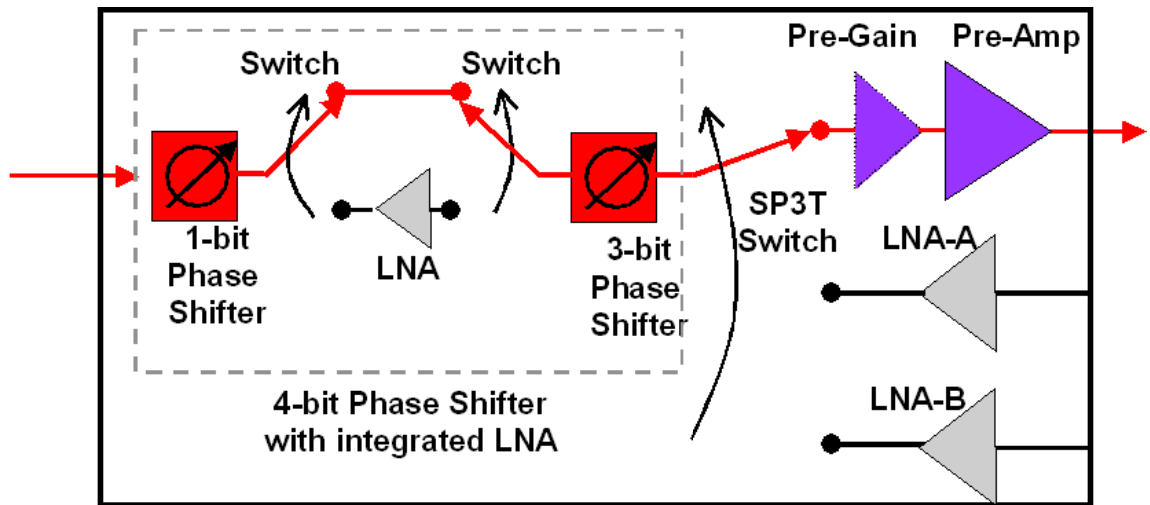 Pre-Gain
Pre-Amp
Switch
Switch
1-bit
Phase
Shifter
LNA
3-bit
Phase
Shifter
SP3T
Switch
LNA-A
LNA-B
4-bit Phase Shifter
with integrated LNA